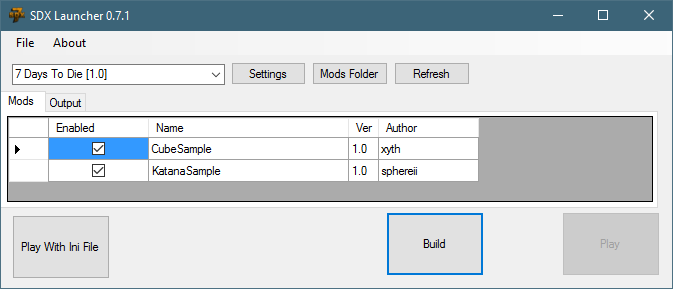 SDX Launcher 0.7.1
File About
7 Days To Die [1.0] Settings Mods Folder Refresh
Mods Output
Enabled Name Ver Author
CubeSample 1.0 xyth
KatanaSample 1.0 sphereii
Play With Ini File Build Play